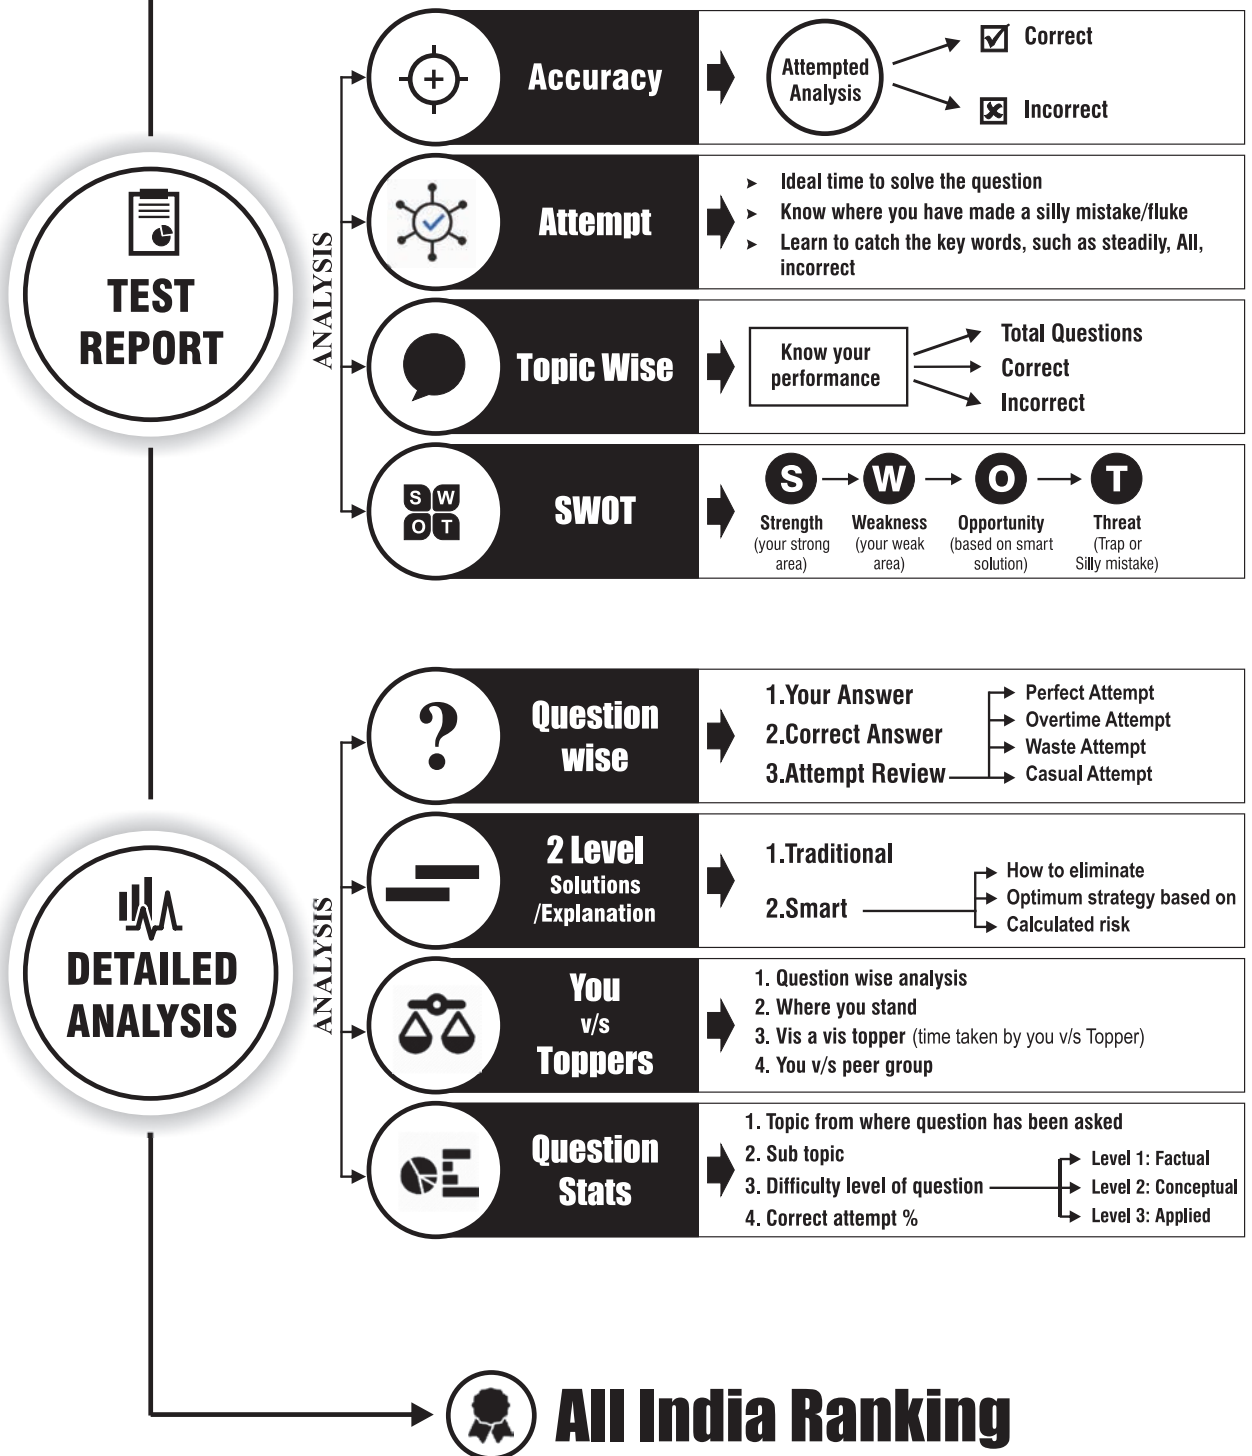 TEST
REPORT
ANALYSIS
Accuracy
Attempted
Analysis
Correct
Incorrect
Attempt
➤ Ideal time to solve the question
➤ Know where you have made a silly mistake/fluke
➤ Learn to catch the key words, such as steadily, All,
incorrect
Topic Wise
Know your
performance
Total Questions
Correct
Incorrect
S W
O T
SWOT
S W O T
Strength Weakness Opportunity Threat
(your strong (your weak (based on smart (Trap or
area) area) solution) Silly mistake)
DETAILED
ANALYSIS
ANALYSIS
?
Question
wise
1.Your Answer
2.Correct Answer
3.Attempt Review
Perfect Attempt
Overtime Attempt
Waste Attempt
Casual Attempt
2 Level
Solutions
/Explanation
1.Traditional
2.Smart
How to eliminate
Optimum strategy based on
Calculated risk
You
v/s
Toppers
1. Question wise analysis
2. Where you stand
3. Vis a vis topper (time taken by you v/s Topper)
4. You v/s peer group
Question
Stats
1. Topic from where question has been asked
2. Sub topic
3. Difficulty level of question
4. Correct attempt %
Level 1: Factual
Level 2: Conceptual
Level 3: Applied
All India Ranking